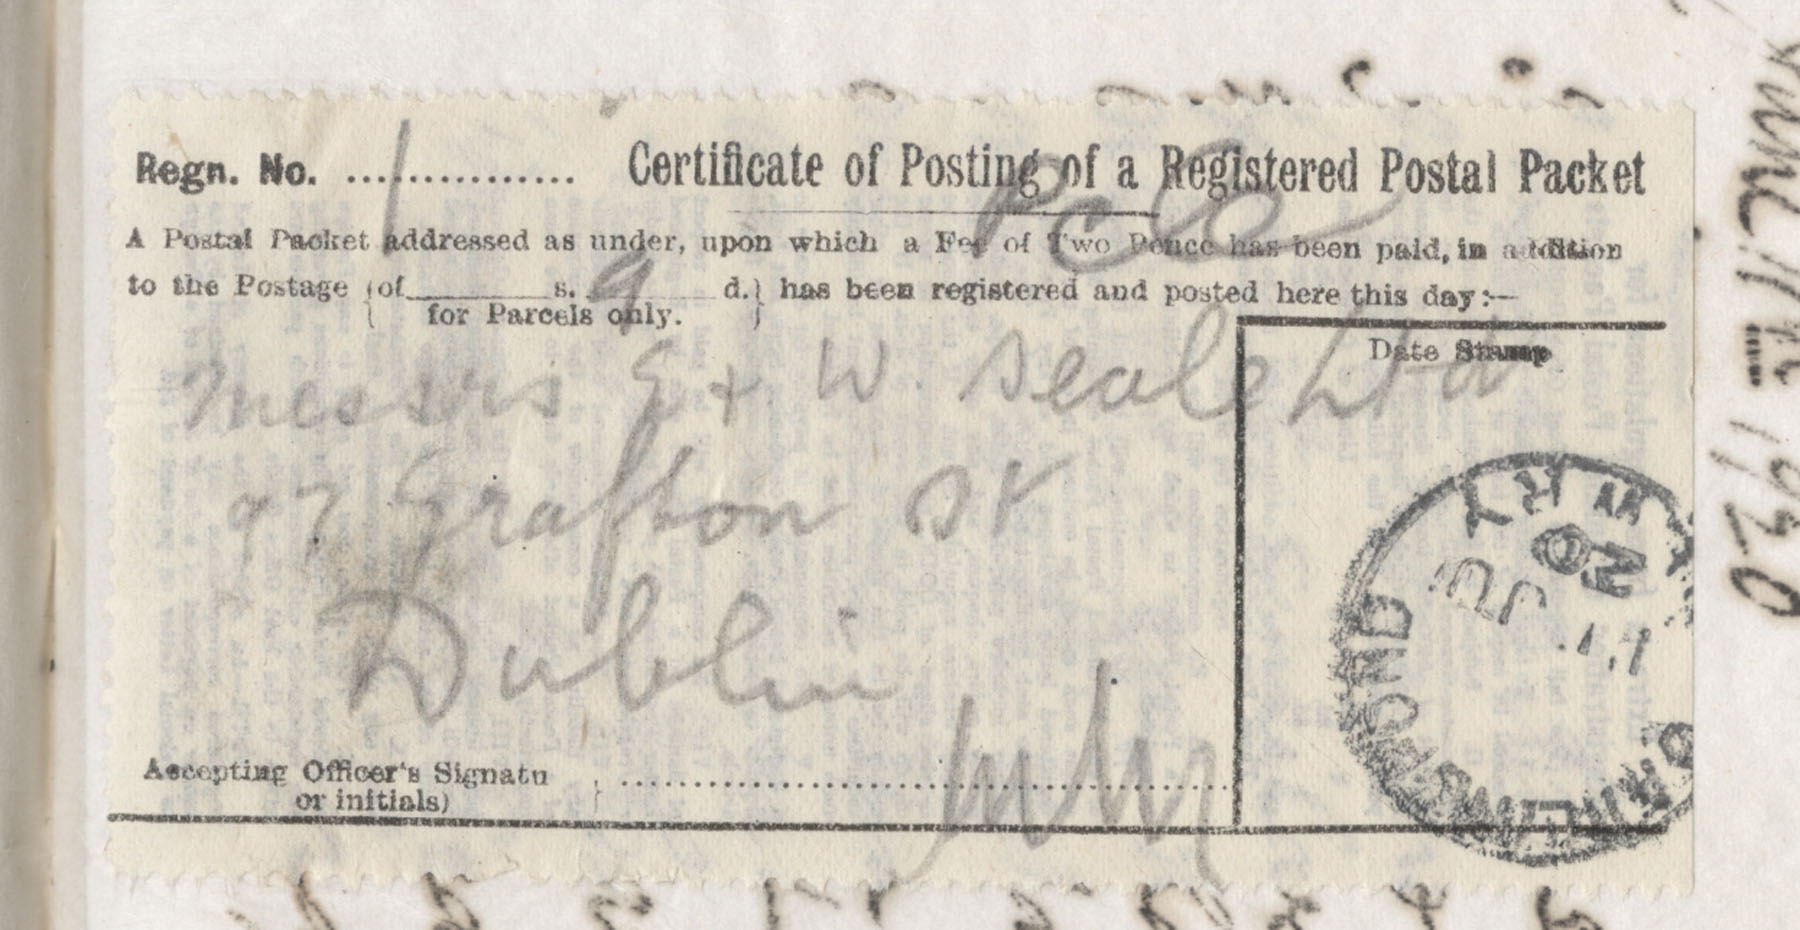 Regn. No. 1 ............... Certificate of Posting of a Registered Postal Packet
A Postal Packet addressed as under, upon which a Fee of Two Pence has been paid, in addition
to the Postage {of ______ s. 9 d.} has been registered and posted here this day:—
for Parcels only.
Date Stamp
Messrs E + W. Seale Ltd
97 Grafton St
Dublin
Accepting Officer's Signatu
or initials)
1920